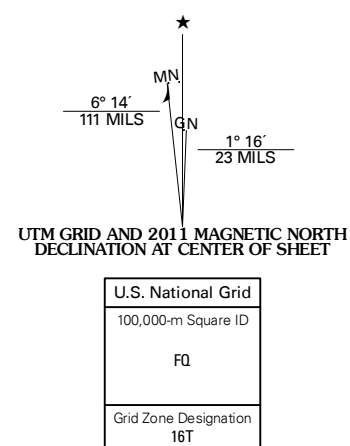 ★
M.N.
6° 14´
111 MILS
GN
1° 16´
23 MILS
UTM GRID AND 2011 MAGNETIC NORTH
DECLINATION AT CENTER OF SHEET
U.S. National Grid
100,000-m Square ID
FQ
Grid Zone Designation
16T